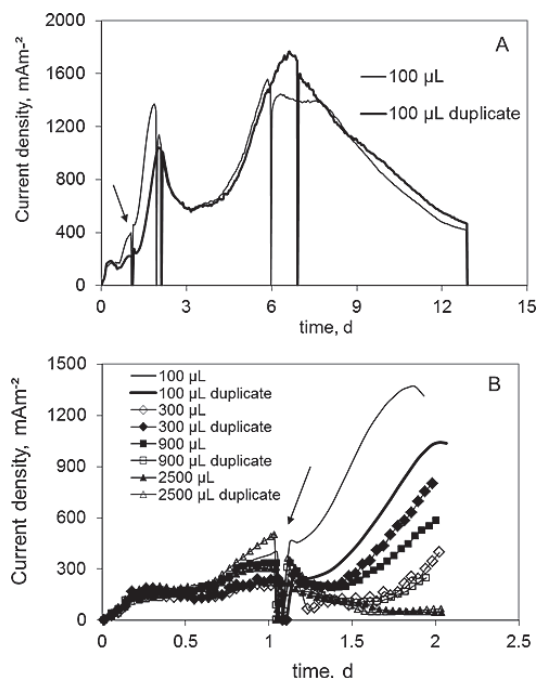 2000
1600
1200
800
400
0
Current density, mAm⁻²
A
100 µL
100 µL duplicate
0
3
6
9
12
15
time, d
1500
1200
900
600
300
0
Current density, mAm⁻²
B
100 µL
100 µL duplicate
300 µL
300 µL duplicate
900 µL
900 µL duplicate
2500 µL
2500 µL duplicate
0
0.5
1
1.5
2
2.5
time, d